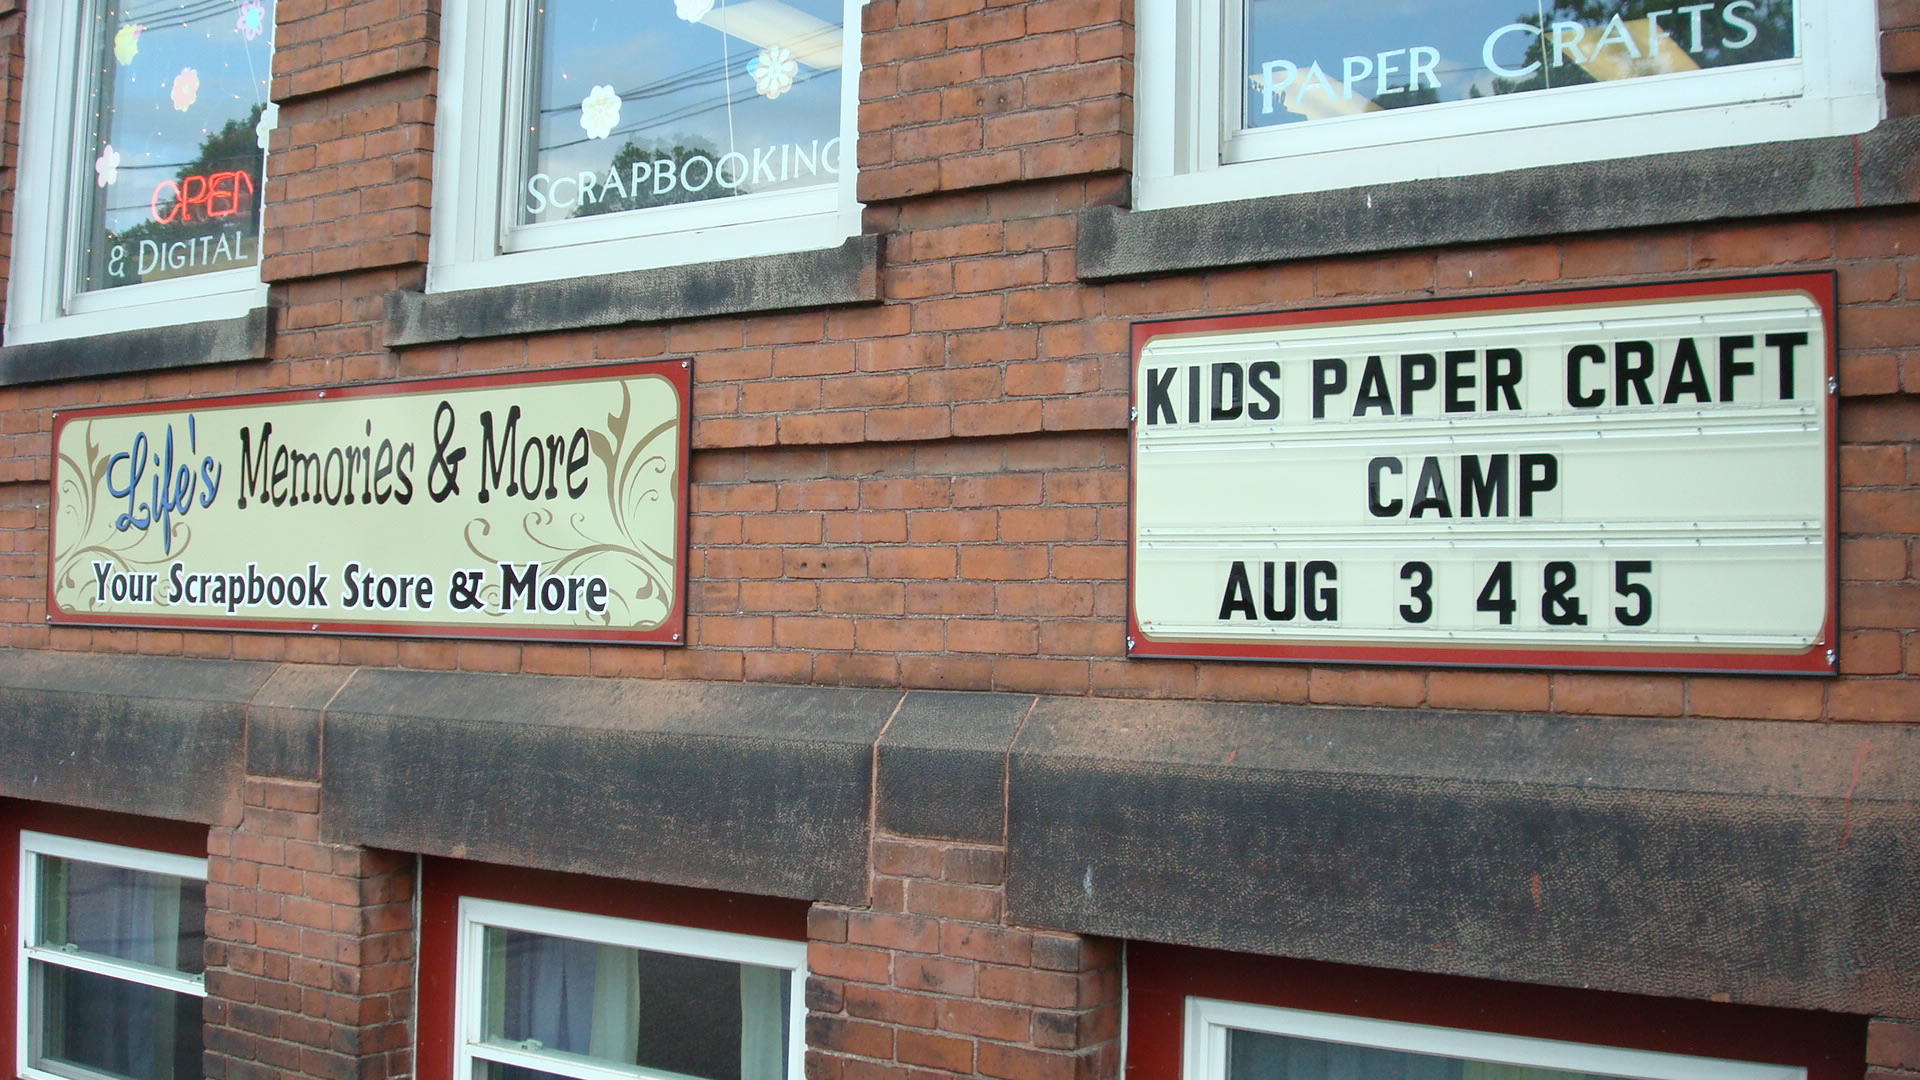 OPEN
& DIGITAL
SCRAPBOOKING
PAPER CRAFTS
Life's Memories & More
Your Scrapbook Store & More
KIDS PAPER CRAFT
CAMP
AUG 3 4 & 5